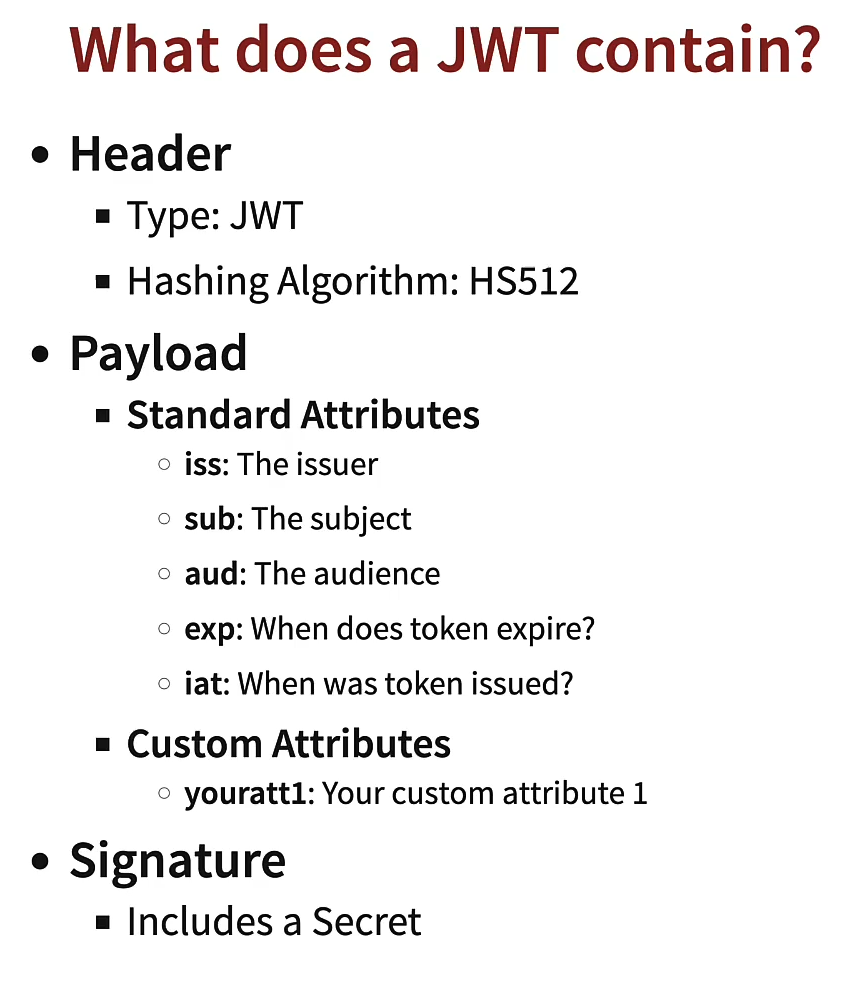 What does a JWT contain?
• Header
▪ Type: JWT
▪ Hashing Algorithm: HS512
• Payload
▪ Standard Attributes
○ iss: The issuer
○ sub: The subject
○ aud: The audience
○ exp: When does token expire?
○ iat: When was token issued?
▪ Custom Attributes
○ youratt1: Your custom attribute 1
• Signature
▪ Includes a Secret